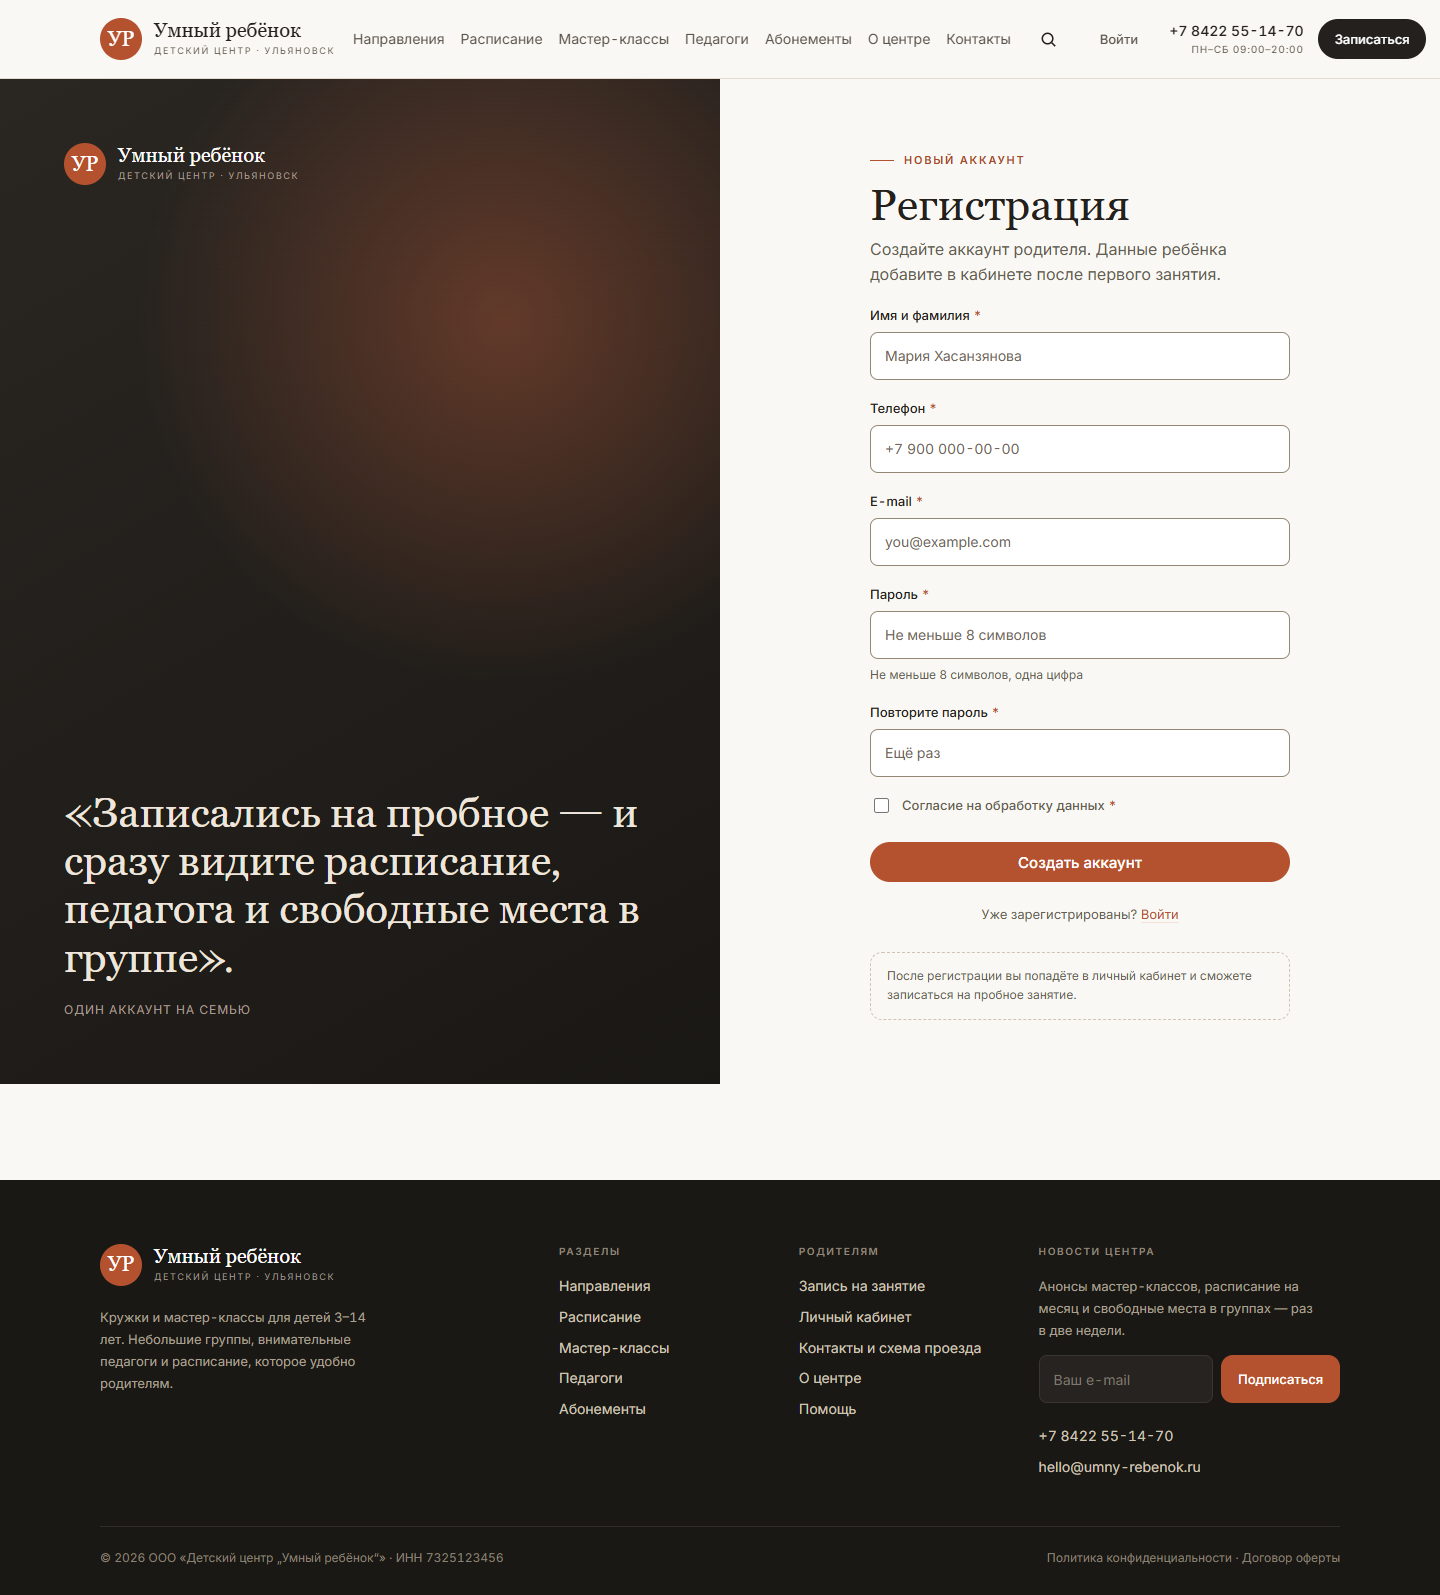 УР
Умный ребёнок
ДЕТСКИЙ ЦЕНТР · УЛЬЯНОВСК
Направления
Расписание
Мастер-классы
Педагоги
Абонементы
О центре
Контакты
Войти
+7 8422 55-14-70
ПН–СБ 09:00–20:00
Записаться
УР
Умный ребёнок
ДЕТСКИЙ ЦЕНТР · УЛЬЯНОВСК
«Записались на пробное — и
сразу видите расписание,
педагога и свободные места в
группе».
ОДИН АККАУНТ НА СЕМЬЮ
НОВЫЙ АККАУНТ
Регистрация
Создайте аккаунт родителя. Данные ребёнка
добавите в кабинете после первого занятия.
Имя и фамилия *
Мария Хасанзянова
Телефон *
+7 900 000-00-00
E-mail *
you@example.com
Пароль *
Не меньше 8 символов
Не меньше 8 символов, одна цифра
Повторите пароль *
Ещё раз
Согласие на обработку данных *
Создать аккаунт
Уже зарегистрированы? Войти
После регистрации вы попадёте в личный кабинет и сможете
записаться на пробное занятие.
УР
Умный ребёнок
ДЕТСКИЙ ЦЕНТР · УЛЬЯНОВСК
Кружки и мастер-классы для детей 3–14
лет. Небольшие группы, внимательные
педагоги и расписание, которое удобно
родителям.
РАЗДЕЛЫ
Направления
Расписание
Мастер-классы
Педагоги
Абонементы
РОДИТЕЛЯМ
Запись на занятие
Личный кабинет
Контакты и схема проезда
О центре
Помощь
НОВОСТИ ЦЕНТРА
Анонсы мастер-классов, расписание на
месяц и свободные места в группах — раз
в две недели.
Ваш e-mail
Подписаться
+7 8422 55-14-70
hello@umny-rebenok.ru
© 2026 ООО «Детский центр „Умный ребёнок“» · ИНН 7325123456
Политика конфиденциальности · Договор оферты